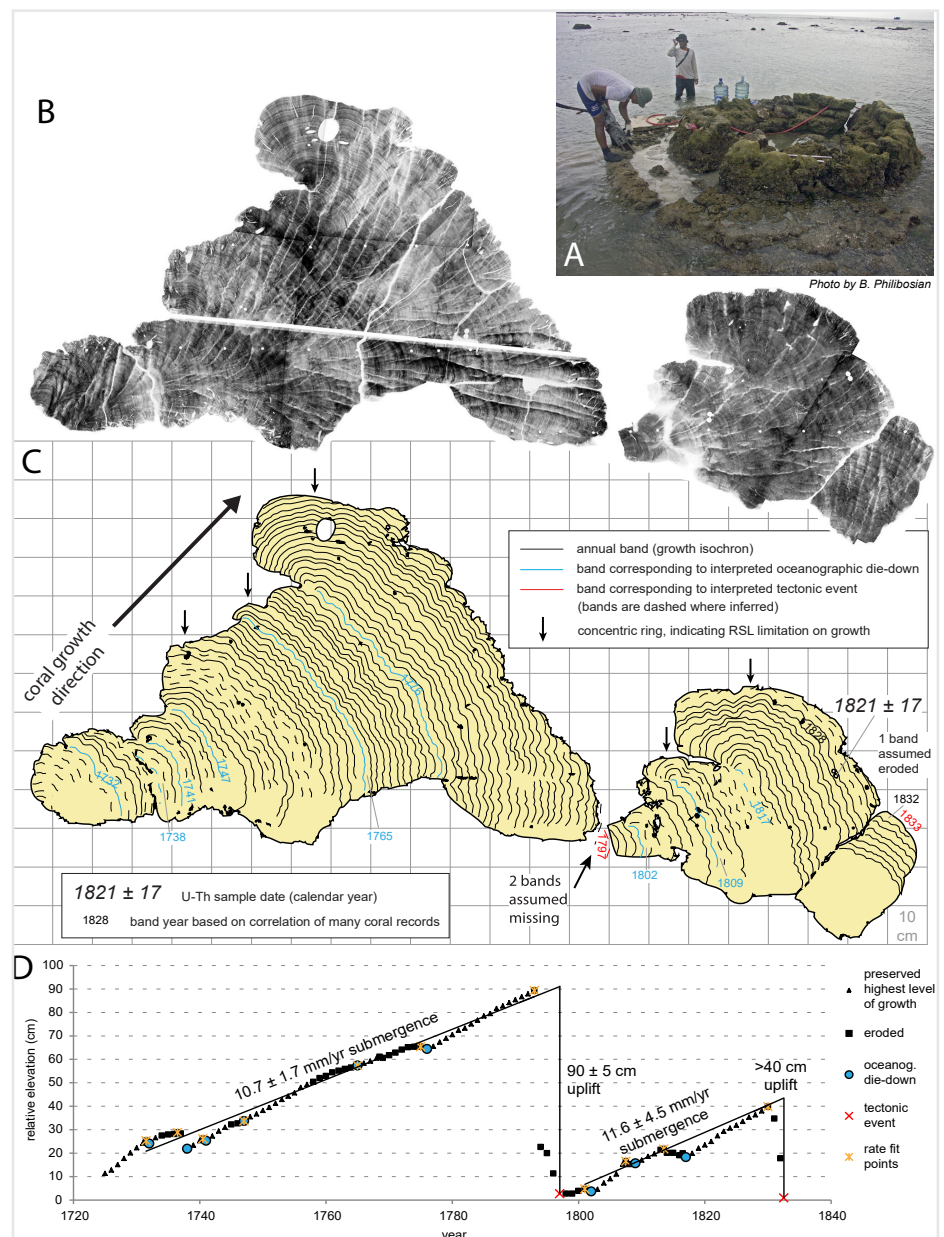 B
A
Photo by B. Philibosian
C
annual band (growth isochron)
band corresponding to interpreted oceanographic die-down
band corresponding to interpreted tectonic event
(bands are dashed where inferred)
concentric ring, indicating RSL limitation on growth
coral growth
direction
1821 ± 17
1 band
assumed
eroded
1828
1832
1833
1817
1776
1732
1741
1747
1738
1765
1797
1802
1809
2 bands
assumed
missing
10
cm
1821 ± 17 U-Th sample date (calendar year)
1828 band year based on correlation of many coral records
D
relative elevation (cm)
100
90
80
70
60
50
40
30
20
10
0
10.7 ± 1.7 mm/yr submergence
90 ± 5 cm
uplift
11.6 ± 4.5 mm/yr
submergence
>40 cm
uplift
preserved
highest level
of growth
eroded
oceanog.
die-down
tectonic
event
rate fit
points
1720 1740 1760 1780 1800 1820 1840
year